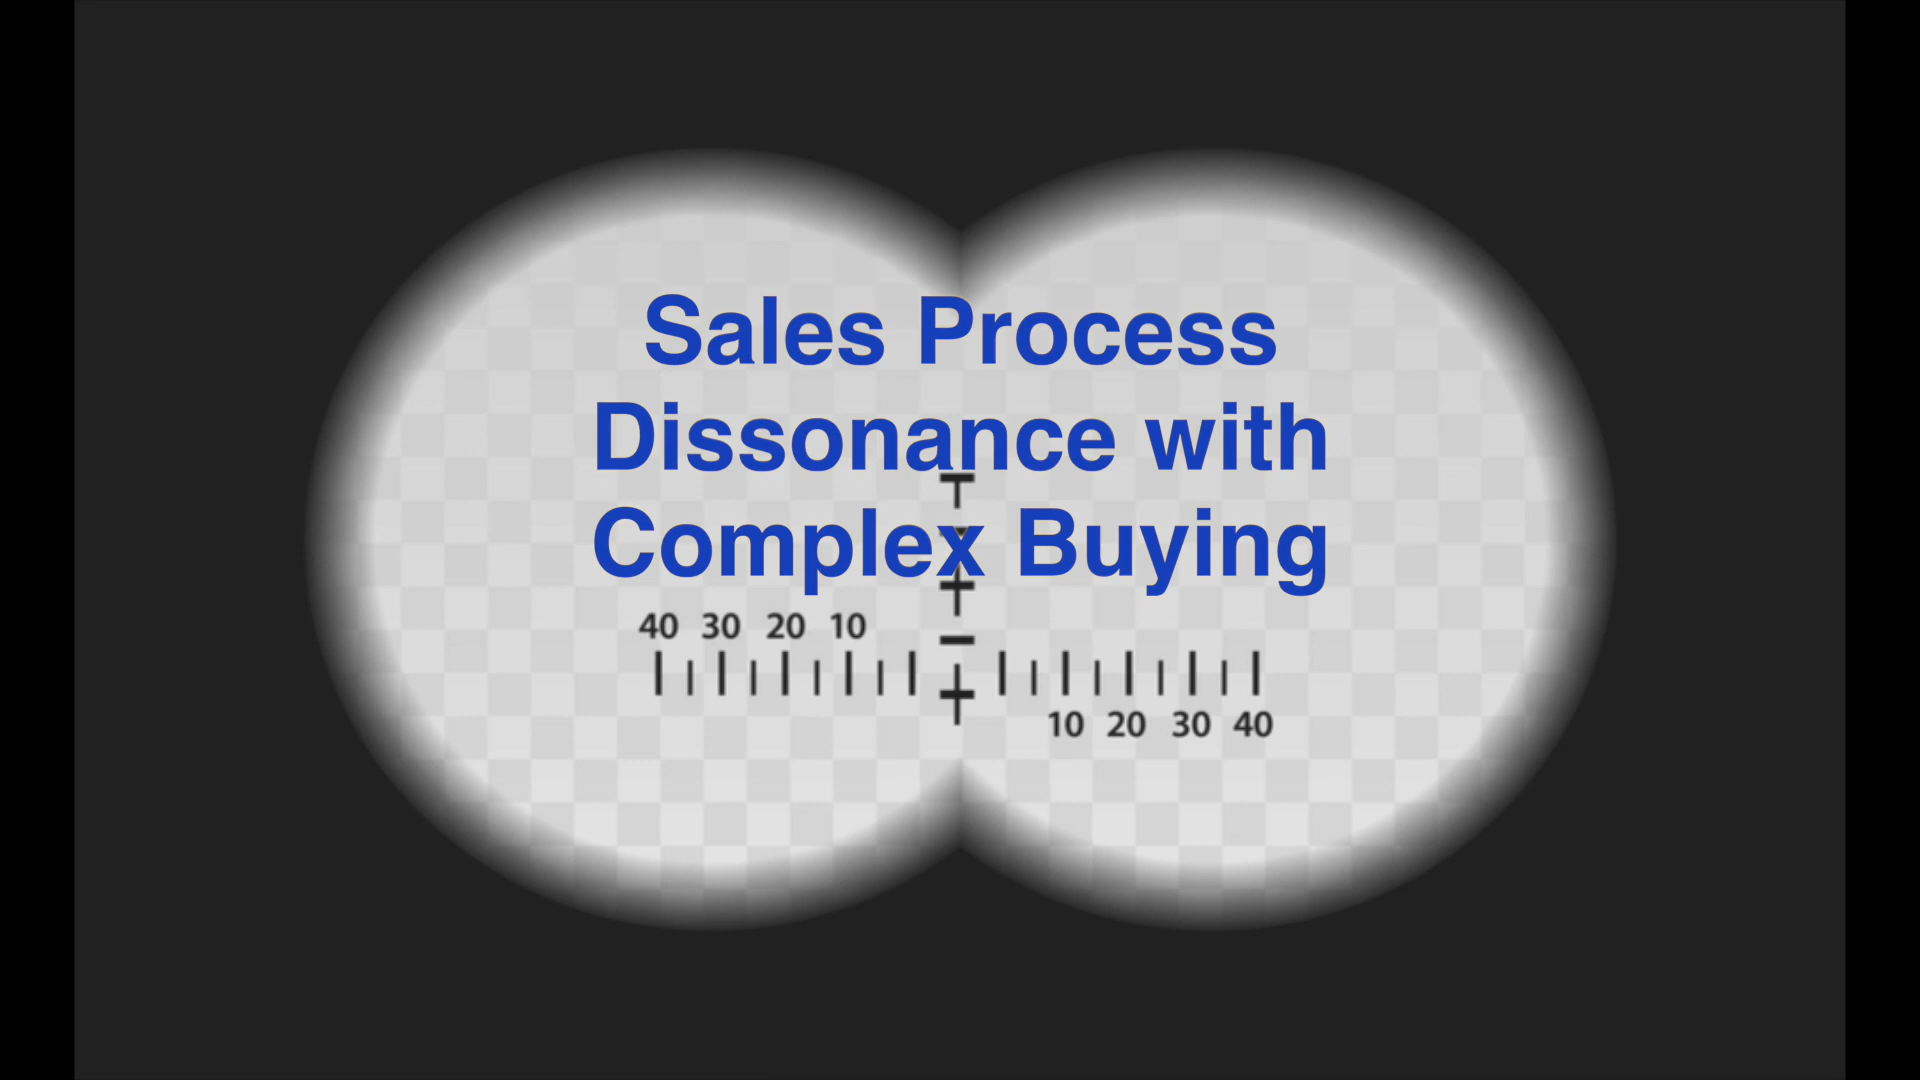 Sales Process
Dissonance with
Complex Buying
40 30 20 10
10 20 30 40